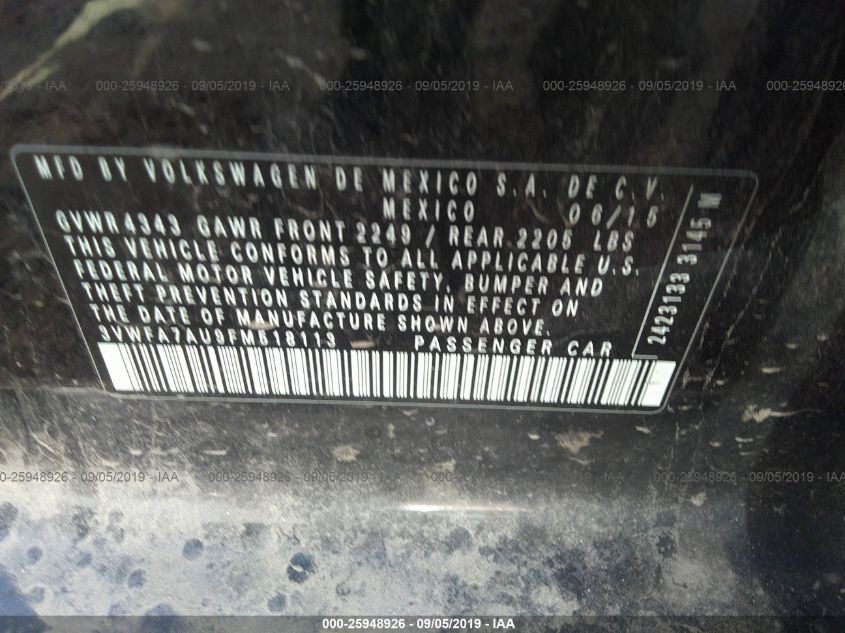 000-25948926 - 09/05/2019 - IAA
MFD BY VOLKSWAGEN DE MEXICO S.A. DE C.V.
MEXICO 06/15
GVWR 4343 GAWR FRONT 2249 / REAR 2205 LBS
THIS VEHICLE CONFORMS TO ALL APPLICABLE U.S.
FEDERAL MOTOR VEHICLE SAFETY, BUMPER AND
THEFT PREVENTION STANDARDS IN EFFECT ON
THE DATE OF MANUFACTURE SHOWN ABOVE.
3VWFA7AU9FM518113 PASSENGER CAR
2423133 3145 M
000-25948926 - 09/05/2019 - IAA
000-25948926 - 09/05/2019 - IAA